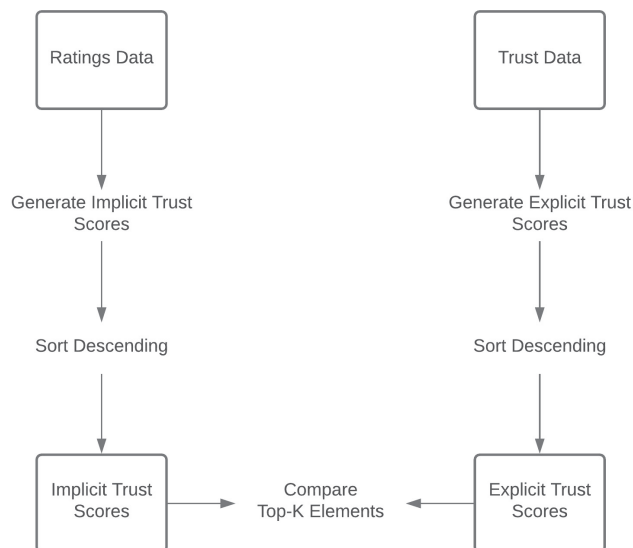 Ratings Data
Trust Data
Generate Implicit Trust
Scores
Generate Explicit Trust
Scores
Sort Descending
Sort Descending
Implicit Trust
Scores
Compare
Top-K Elements
Explicit Trust
Scores